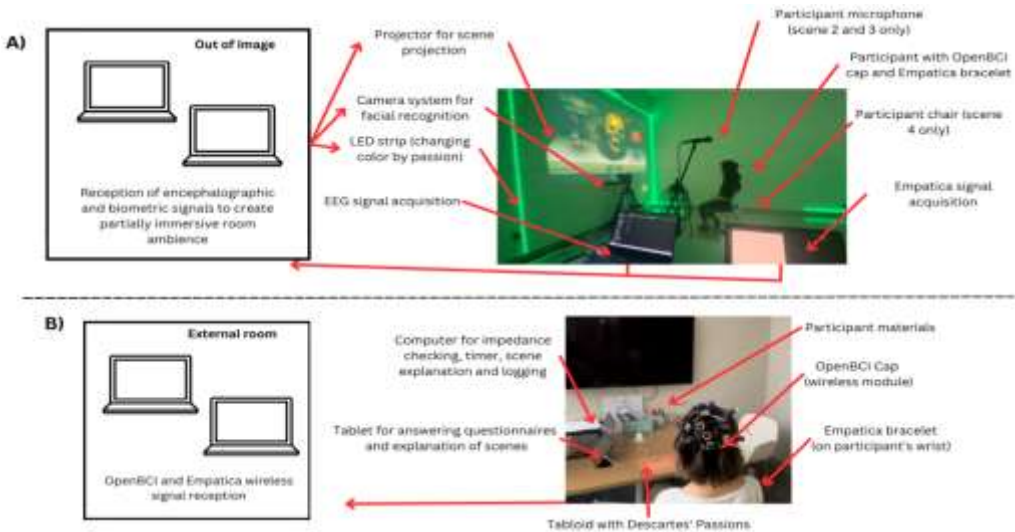 A)
Out of image
Reception of encephalographic
and biometric signals to create
partially immersive room
ambience
Projector for scene
projection
Camera system for
facial recognition
LED strip (changing
color by passion)
EEG signal acquisition
Participant microphone
(scene 2 and 3 only)
Participant with OpenBCI
cap and Empatica bracelet
Participant chair (scene
4 only)
Empatica signal
acquisition
B)
External room
OpenBCI and Empatica wireless
signal reception
Computer for impedance
checking, timer, scene
explanation and logging
Tablet for answering questionnaires
and explanation of scenes
Participant materials
OpenBCI Cap
(wireless module)
Empatica bracelet
(on participant's wrist)
Tabloid with Descartes' Passions